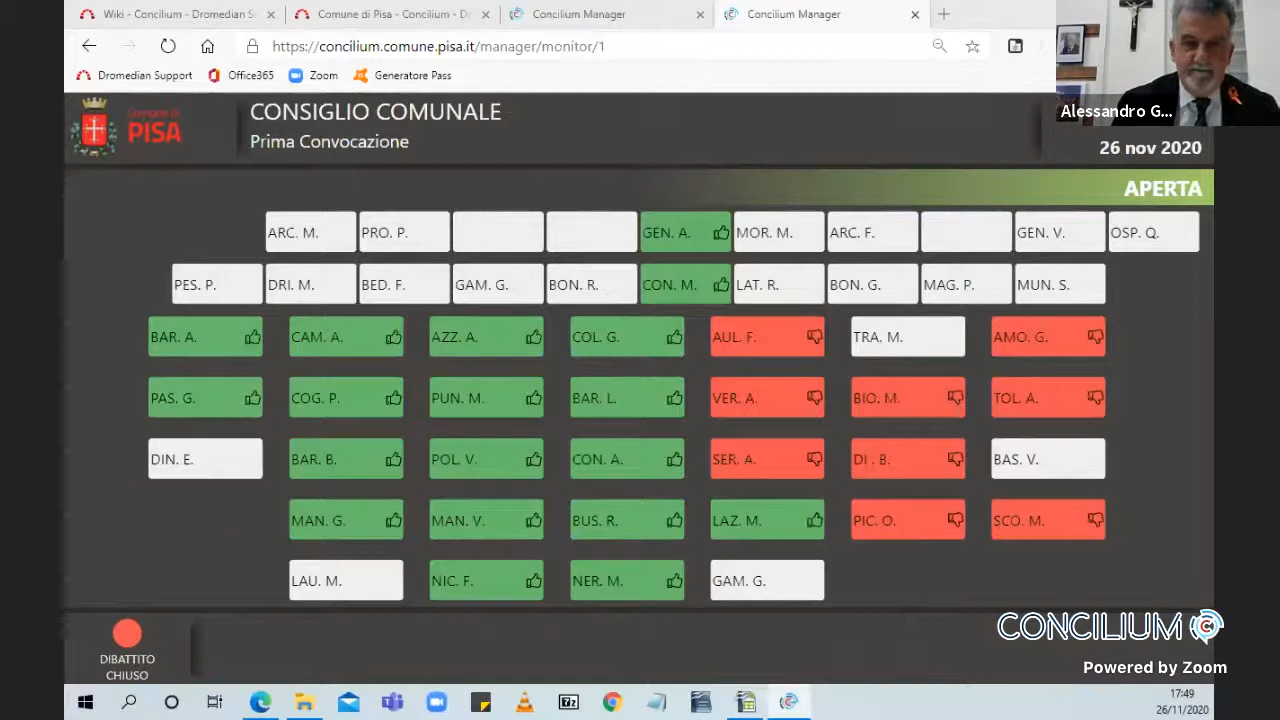 Wiki - Concilium - Dromedian S
Comune di Pisa - Concilium - Dr
Concilium Manager
Concilium Manager
https://concilium.comune.pisa.it/manager/monitor/1
Dromedian Support
Office365
Zoom
Generatore Pass
Alessandro G...
Comune di
PISA
CONSIGLIO COMUNALE
Prima Convocazione
26 nov 2020
APERTA
ARC. M.
PRO. P.
GEN. A.
MOR. M.
ARC. F.
GEN. V.
OSP. Q.
PES. P.
DRI. M.
BED. F.
GAM. G.
BON. R.
CON. M.
LAT. R.
BON. G.
MAG. P.
MUN. S.
BAR. A.
CAM. A.
AZZ. A.
COL. G.
AUL. F.
TRA. M.
AMO. G.
PAS. G.
COG. P.
PUN. M.
BAR. L.
VER. A.
BIO. M.
TOL. A.
DIN. E.
BAR. B.
POL. V.
CON. A.
SER. A.
DI . B.
BAS. V.
MAN. G.
MAN. V.
BUS. R.
LAZ. M.
PIC. O.
SCO. M.
LAU. M.
NIC. F.
NER. M.
GAM. G.
DIBATTITO
CHIUSO
CONCILIUM
Powered by Zoom
17:49
26/11/2020